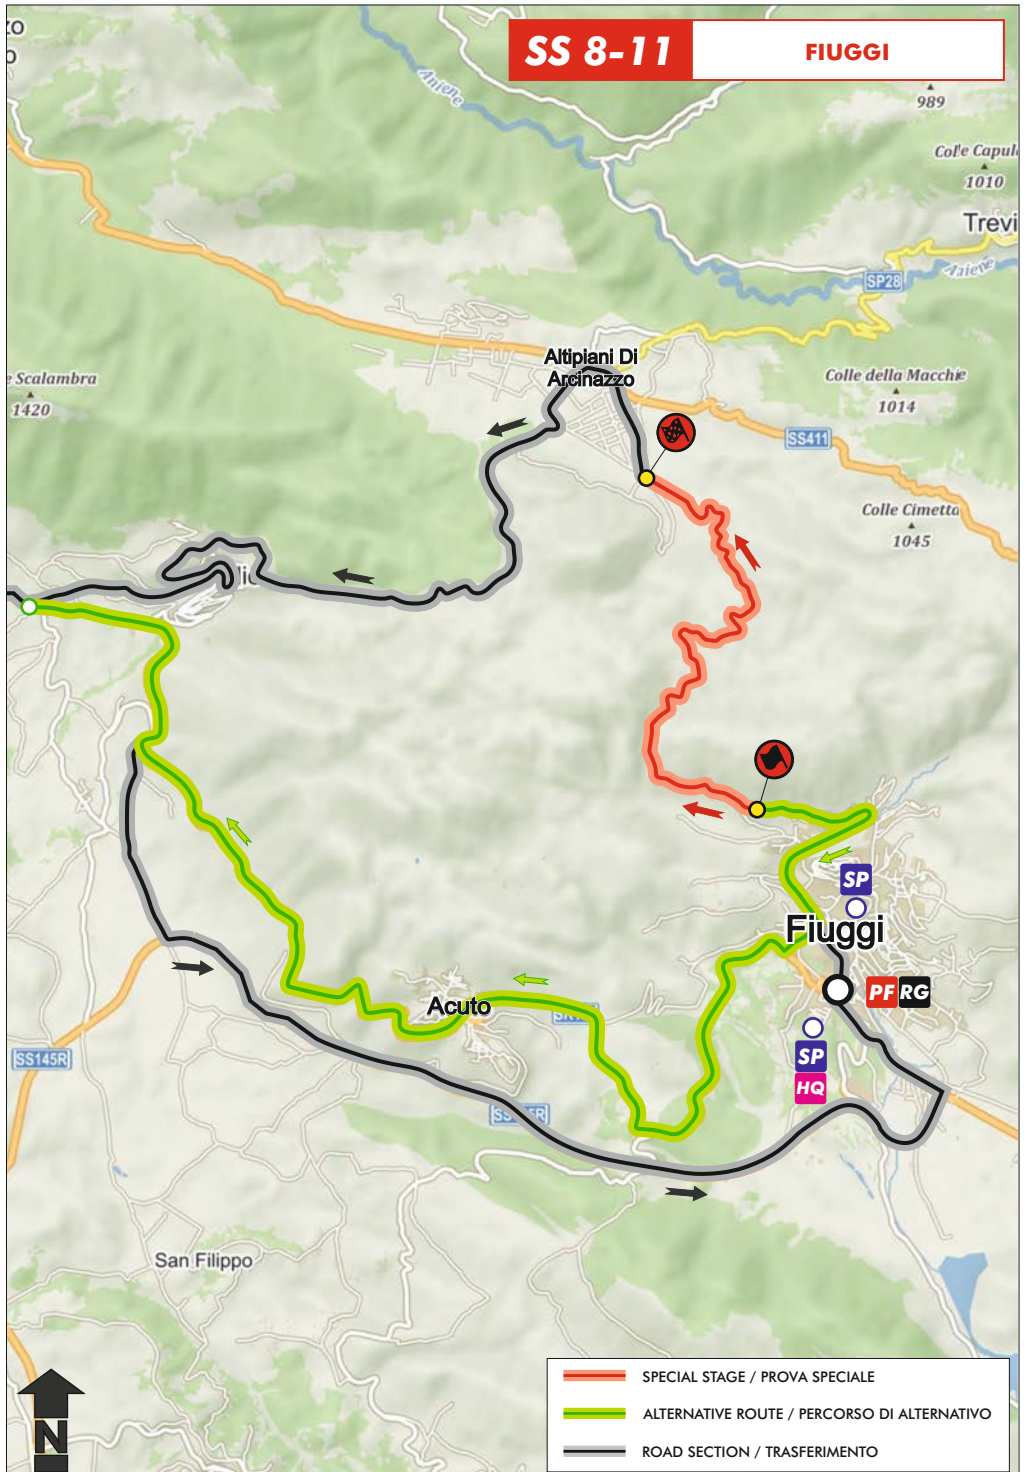 SS 8-11
FIUGGI
Aniene
989
Colle Capul
1010
Trevi
SP28
Aniene
Altipiani Di
Arcinazzo
e Scalambra
1420
Colle della Macchie
1014
SS411
Colle Cimetta
1045
SP
Fiuggi
PF RG
Acuto
SP
HQ
SS145R
San Filippo
SPECIAL STAGE / PROVA SPECIALE
ALTERNATIVE ROUTE / PERCORSO DI ALTERNATIVO
ROAD SECTION / TRASFERIMENTO
N